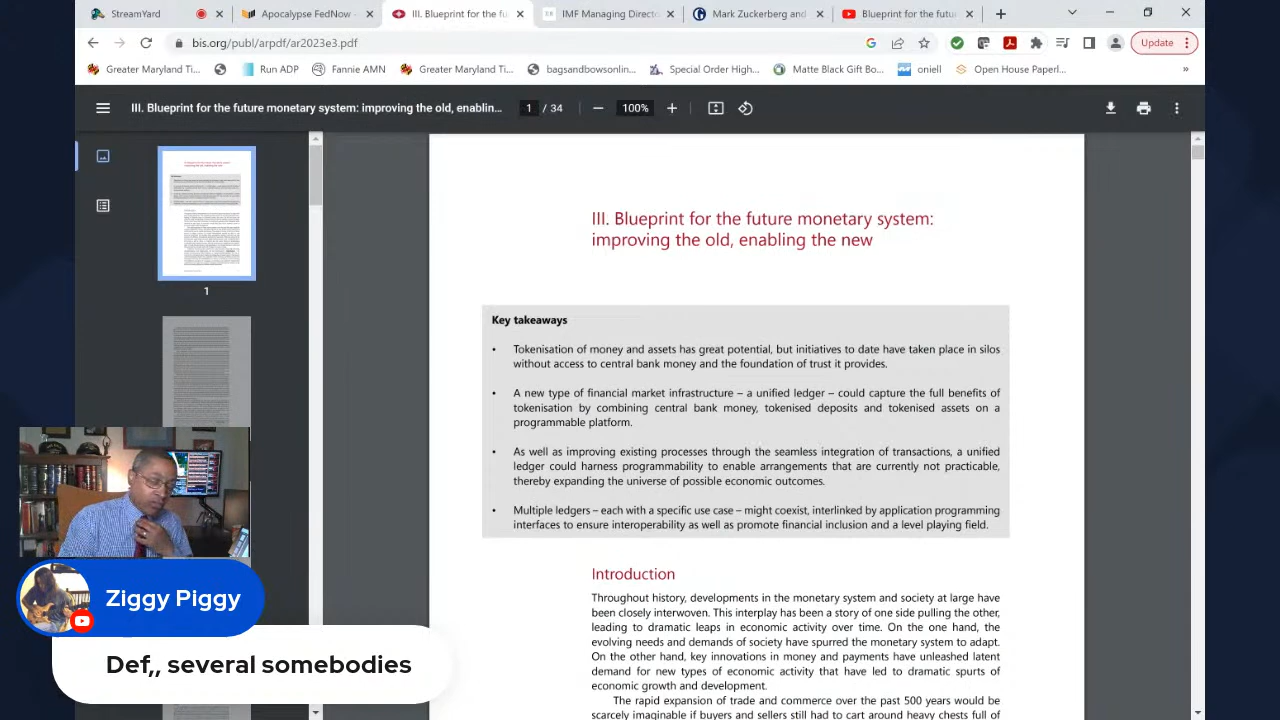 StreamYard
Apocalypse FedNow -
III. Blueprint for the fu
IMF Managing Directo
Mark Zuckerberg and
Blueprint for the futur
bis.org/publ/arpdf/ar2023e3.pdf
Update
Greater Maryland Ti...
Run ADP
Fannie AMN
Greater Maryland Ti...
bagsandbowsonlin...
Special Order High...
Matte Black Gift Bo...
oniell
Open House Paperl...
»
III. Blueprint for the future monetary system: improving the old, enablin...
1 / 34
100%
1
III. Blueprint for the future monetary system:
improving the old, enabling the new
Key takeaways
• Tokenisation of money and assets has great potential, but initiatives to date have taken place in silos
without access to central bank money and the foundation of trust it provides.
• A new type of financial market infrastructure – a unified ledger – could capture the full benefits of
tokenisation by combining central bank money, tokenised deposits and tokenised assets on a
programmable platform.
• As well as improving existing processes through the seamless integration of transactions, a unified
ledger could harness programmability to enable arrangements that are currently not practicable,
thereby expanding the universe of possible economic outcomes.
• Multiple ledgers – each with a specific use case – might coexist, interlinked by application programming
interfaces to ensure interoperability as well as promote financial inclusion and a level playing field.
Introduction
Throughout history, developments in the monetary system and society at large have
been closely interwoven. This interplay has been a story of one side pulling the other,
leading to dramatic leaps in economic activity over time. On the one hand, the
evolving needs and demands of society have spurred the monetary system to adapt.
On the other hand, key innovations in money and payments have unleashed latent
demand for new types of economic activity that have led to dramatic spurts of
economic growth and development.
The rapid expansion of trade and commerce over the past 500 years would be
scarcely imaginable if buyers and sellers still had to cart around heavy chests full of
Ziggy Piggy
Def,, several somebodies